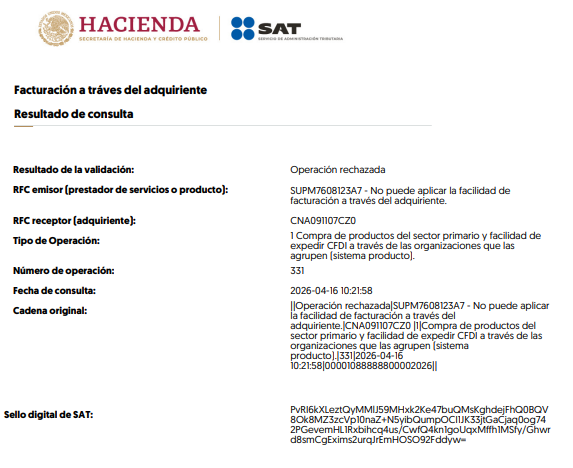 HACIENDA
SECRETARÍA DE HACIENDA Y CRÉDITO PÚBLICO
SAT
SERVICIO DE ADMINISTRACIÓN TRIBUTARIA
Facturación a tráves del adquiriente
Resultado de consulta
Resultado de la validación: Operación rechazada
RFC emisor (prestador de servicios o producto): SUPM7608123A7 - No puede aplicar la facilidad de
facturación a través del adquiriente.
RFC receptor (adquiriente): CNA091107CZ0
Tipo de Operación: 1 Compra de productos del sector primario y facilidad de
expedir CFDI a través de las organizaciones que las
agrupen (sistema producto).
Número de operación: 331
Fecha de consulta: 2026-04-16 10:21:58
Cadena original: ||Operación rechazada|SUPM7608123A7 - No puede aplicar
la facilidad de facturación a través del
adquiriente.|CNA091107CZ0 |1|Compra de productos del
sector primario y facilidad de expedir CFDI a través de las
organizaciones que las agrupen (sistema
producto).|331|2026-04-16
10:21:58|00001088888800002026||
Sello digital de SAT: PvRI6kXLeztQyMMlJ59MHxk2Ke47buQMsKghdejFhQ0BQV
8Ok8MZ3zcVp10naZ+N5yibQumpOCI1JK33jtGaCjaq0og74
2PGevemHL1Rxbihcq4us/CwfQ4kn1goUqxMffh1MSfy/Ghwr
d8smCgExims2urqJrEmHOSO92Fddyw=